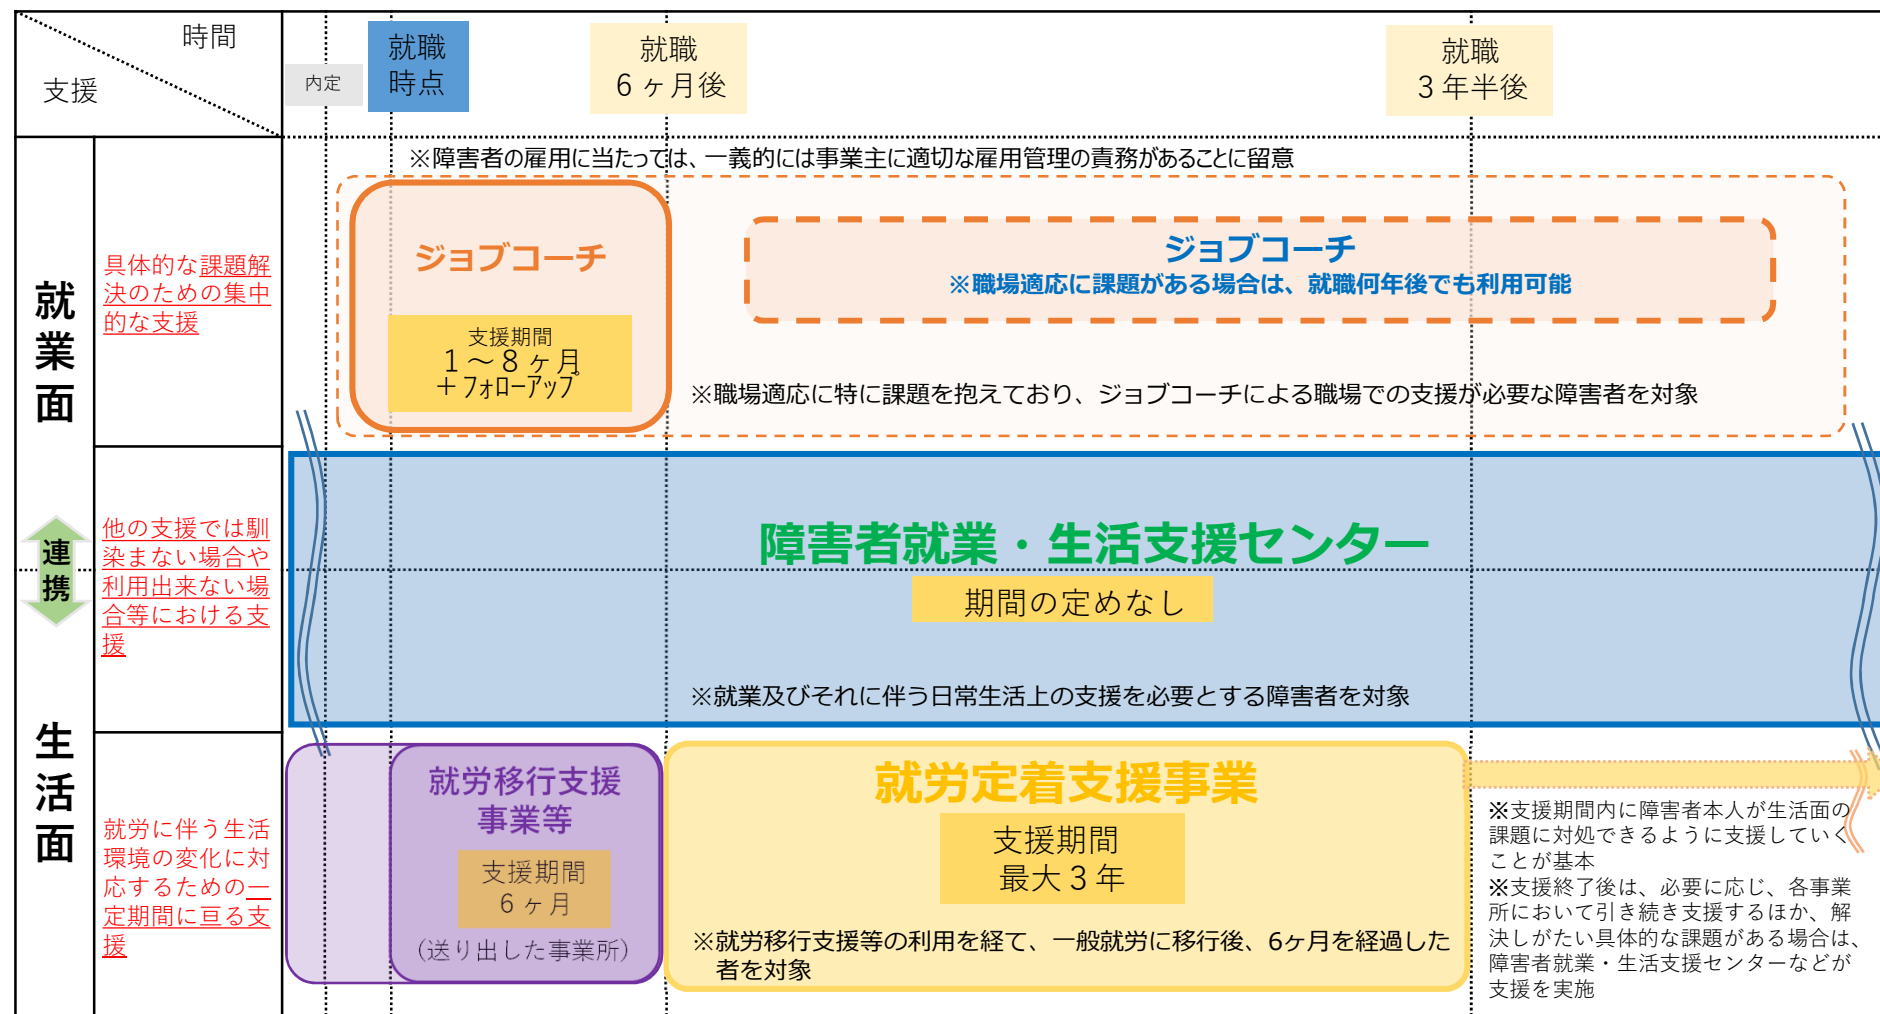 時間
支援
内定
就職
時点
就職
６ヶ月後
就職
３年半後
就業面
連携
生活面
※障害者の雇用に当たっては、一義的には事業主に適切な雇用管理の責務があることに留意
具体的な課題解
決のための集中
的な支援
ジョブコーチ
支援期間
１～８ヶ月
＋フォローアップ
ジョブコーチ
※職場適応に課題がある場合は、就職何年後でも利用可能
※職場適応に特に課題を抱えており、ジョブコーチによる職場での支援が必要な障害者を対象
他の支援では馴
染まない場合や
利用出来ない場
合等における支
援
障害者就業・生活支援センター
期間の定めなし
※就業及びそれに伴う日常生活上の支援を必要とする障害者を対象
就労に伴う生活
環境の変化に対
応するための一
定期間に亘る支
援
就労移行支援
事業等
支援期間
６ヶ月
（送り出した事業所）
就労定着支援事業
支援期間
最大３年
※就労移行支援等の利用を経て、一般就労に移行後、6ヶ月を経過した
者を対象
※支援期間内に障害者本人が生活面の
課題に対処できるように支援していく
ことが基本
※支援終了後は、必要に応じ、各事業
所において引き続き支援するほか、解
決しがたい具体的な課題がある場合は、
障害者就業・生活支援センターなどが
支援を実施